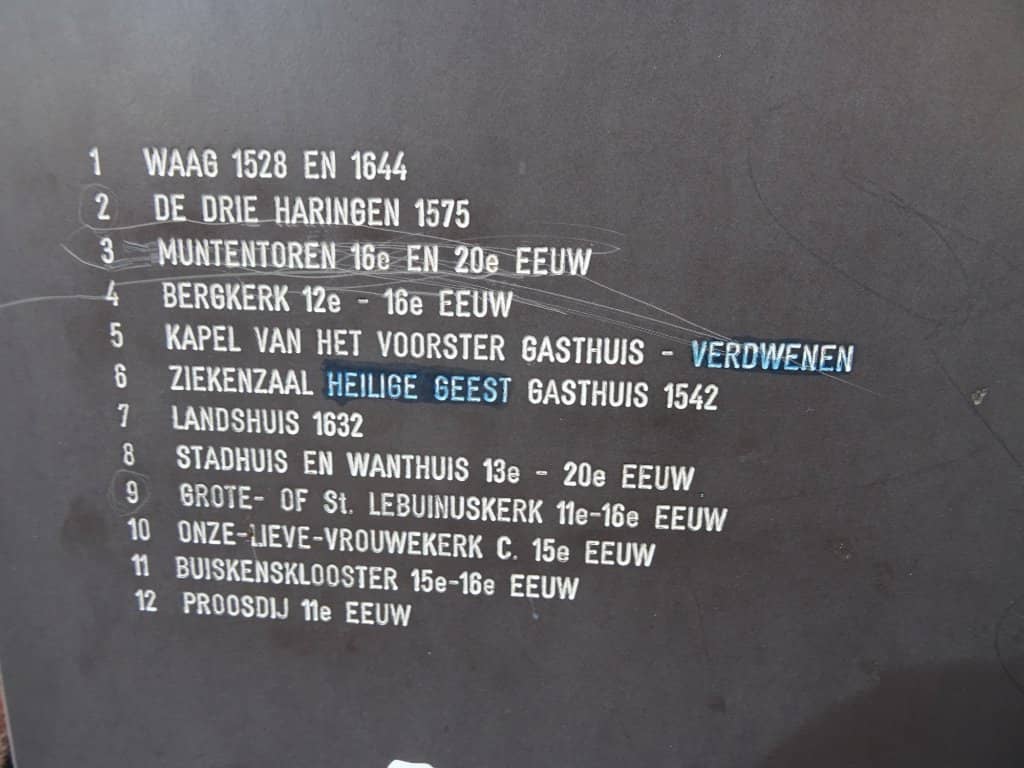 1 WAAG 1528 EN 1644
2 DE DRIE HARINGEN 1575
3 MUNTENTOREN 16e EN 20e EEUW
4 BERGKERK 12e - 16e EEUW
5 KAPEL VAN HET VOORSTER GASTHUIS - VERDWENEN
6 ZIEKENZAAL HEILIGE GEEST GASTHUIS 1542
7 LANDSHUIS 1632
8 STADHUIS EN WANTHUIS 13e - 20e EEUW
9 GROTE- OF St. LEBUINUSKERK 11e-16e EEUW
10 ONZE-LIEVE-VROUWEKERK C. 15e EEUW
11 BUISKENSKLOOSTER 15e-16e EEUW
12 PROOSDIJ 11e EEUW